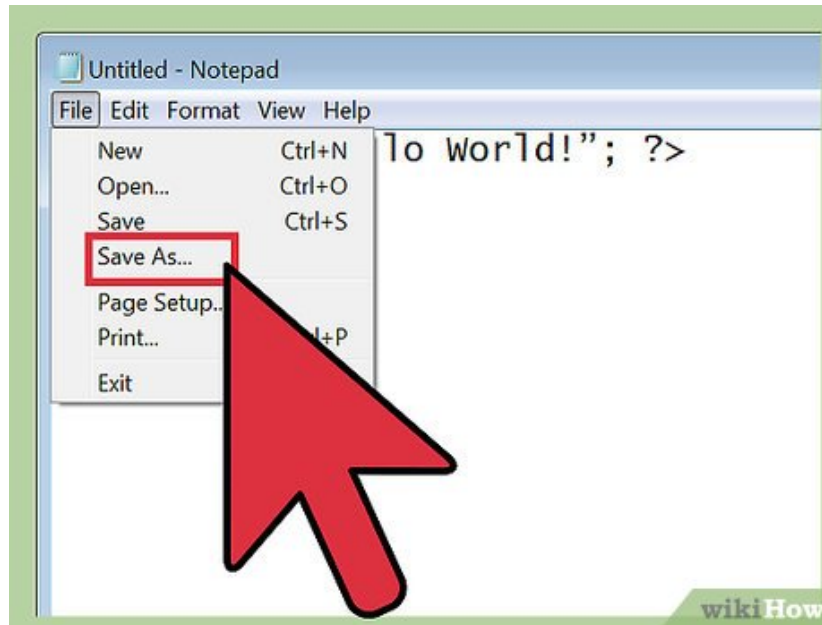 Untitled - Notepad
File Edit Format View Help
lo World!”; ?>
New Ctrl+N
Open... Ctrl+O
Save Ctrl+S
Save As...
Page Setup..
Print... +P
Exit
wikiHow